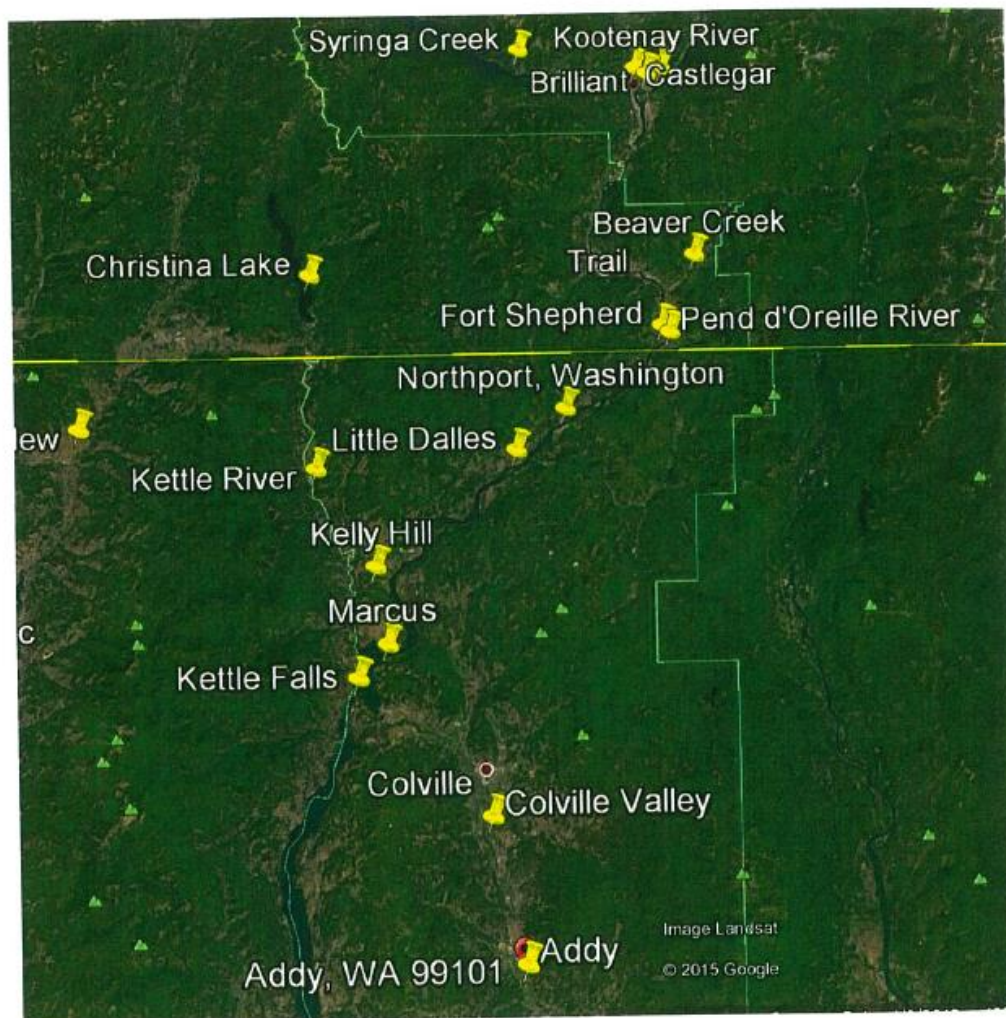 Syringa Creek
Kootenay River
Brilliant
Castlegar
Beaver Creek
Christina Lake
Trail
Fort Shepherd
Pend d'Oreille River
Northport, Washington
lew
Little Dalles
Kettle River
Kelly Hill
Marcus
c
Kettle Falls
Colville
Colville Valley
Image Landsat
Addy
© 2015 Google
Addy, WA 99101